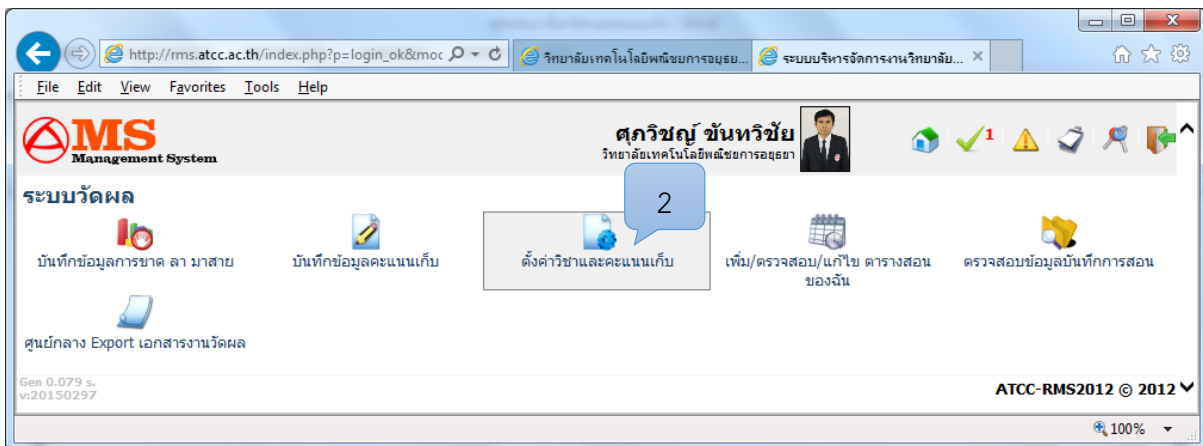 http://rms.atcc.ac.th/index.php?p=login_ok&moc
วิทยาลัยเทคโนโลยีพณิชยการอยุธย...
ระบบบริหารจัดการงานวิทยาลัย...
File Edit View Favorites Tools Help
MS
Management System
ศุภวิชญ์ ขันทวิชัย
วิทยาลัยเทคโนโลยีพณิชยการอยุธยา
1
ระบบวัดผล
2
บันทึกข้อมูลการขาด ลา มาสาย
บันทึกข้อมูลคะแนนเก็บ
ตั้งค่าวิชาและคะแนนเก็บ
เพิ่ม/ตรวจสอบ/แก้ไข ตารางสอน
ของฉัน
ตรวจสอบข้อมูลบันทึกการสอน
ศูนย์กลาง Export เอกสารงานวัดผล
Gen 0.079 s.
v:20150297
ATCC-RMS2012 © 2012
100%